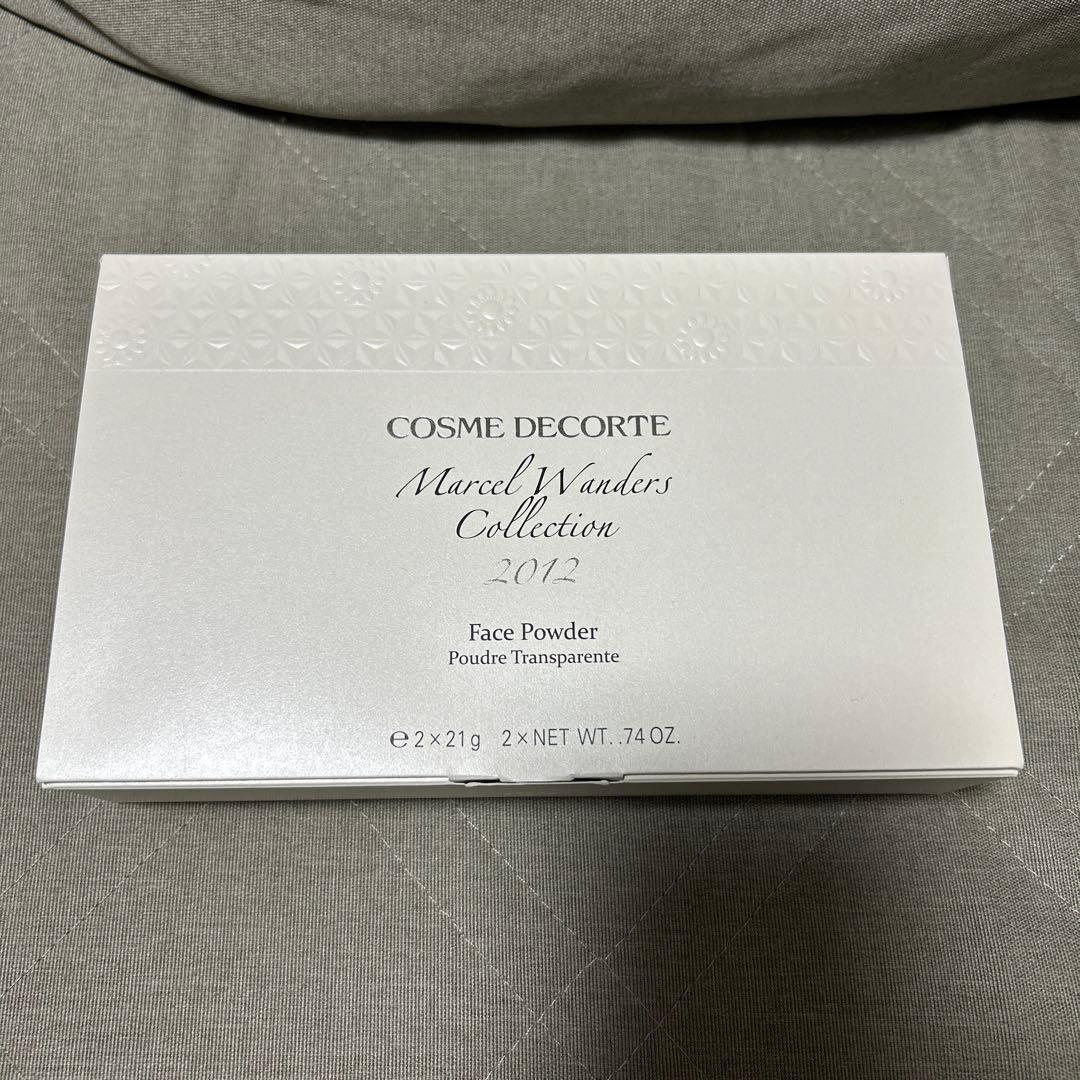 COSME DECORTE
Marcel Wanders
Collection
2012
Face Powder
Poudre Transparente
℮ 2×21g 2×NET WT. .74 OZ.